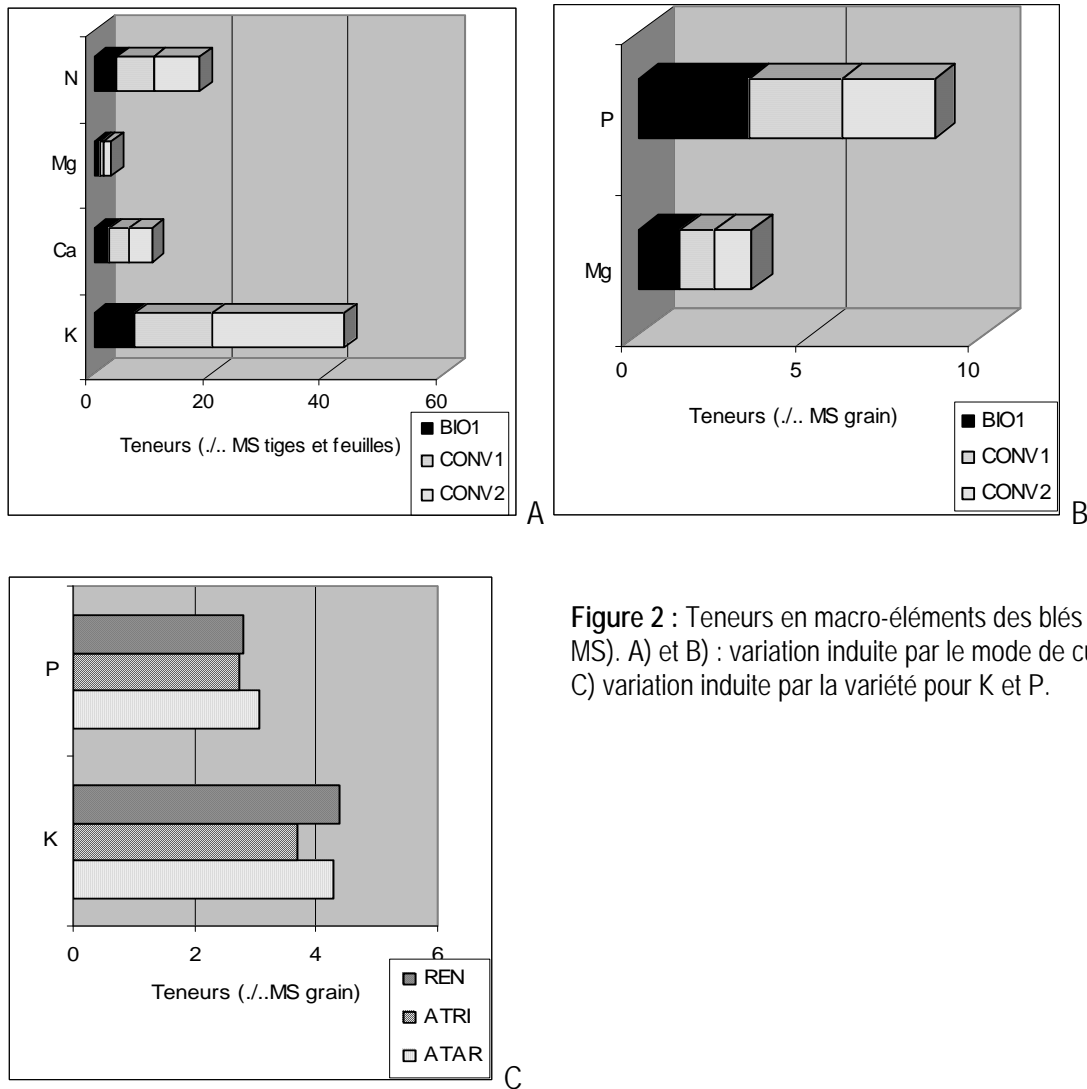 N
Mg
Ca
K
0 20 40 60
Teneurs (./.. MS tiges et feuilles)
BIO1
CONV1
CONV2
A
P
Mg
0 5 10
Teneurs (./.. MS grain)
BIO1
CONV1
CONV2
B
P
K
0 2 4 6
Teneurs (./..MS grain)
REN
ATRI
ATAR
C
Figure 2 : Teneurs en macro-éléments des blés
MS). A) et B) : variation induite par le mode de
C) variation induite par la variété pour K et P.